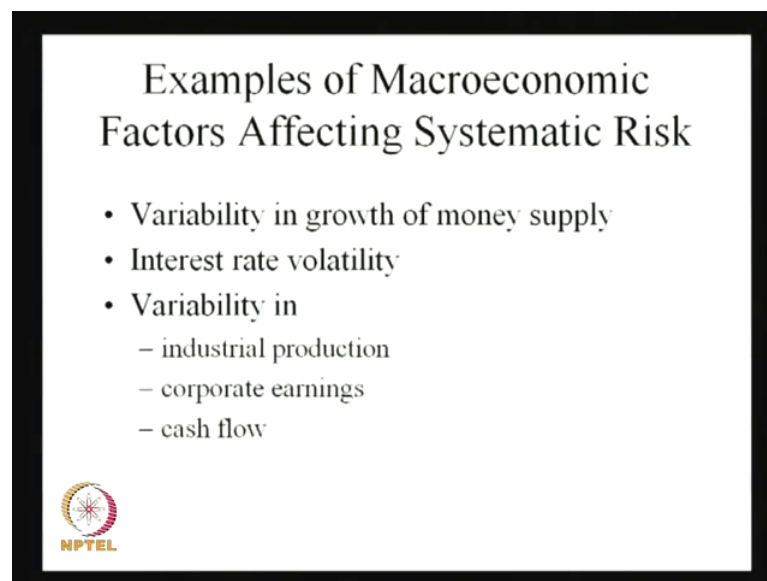 Examples of Macroeconomic
Factors Affecting Systematic Risk
• Variability in growth of money supply
• Interest rate volatility
• Variability in
– industrial production
– corporate earnings
– cash flow
NPTEL